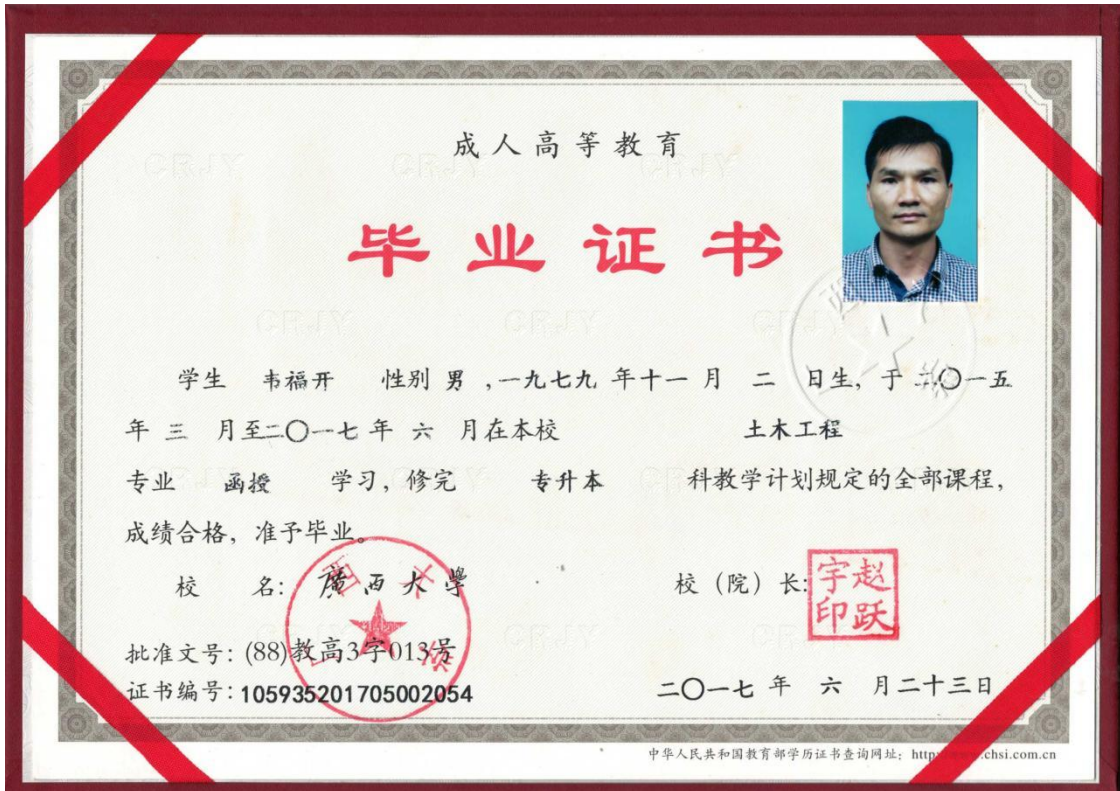 成人高等教育
毕业证书
学生 韦福开 性别 男 ,一九七九 年十一 月 二 日生, 于 二〇一五
年 三 月至二〇一七 年 六 月在本校 土木工程
专业 函授 学习, 修完 专升本 科教学计划规定的全部课程,
成绩合格, 准予毕业。
校 名: 廣西大學
校 (院) 长: 赵跃宇印
批准文号: (88)教高3字013号
证书编号: 105935201705002054
二〇一七 年 六 月二十三日
中华人民共和国教育部学历证书查询网址: http
chsi.com.cn
CRJY
CRJY
CRJY
CRJY
CRJY